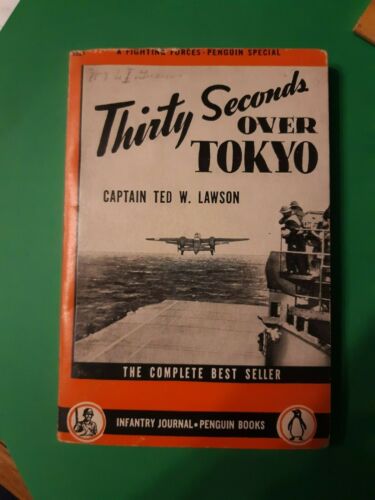 A FIGHTING FORCES · PENGUIN SPECIAL
Thirty Seconds
OVER
TOKYO
CAPTAIN TED W. LAWSON
THE COMPLETE BEST SELLER
INFANTRY JOURNAL • PENGUIN BOOKS